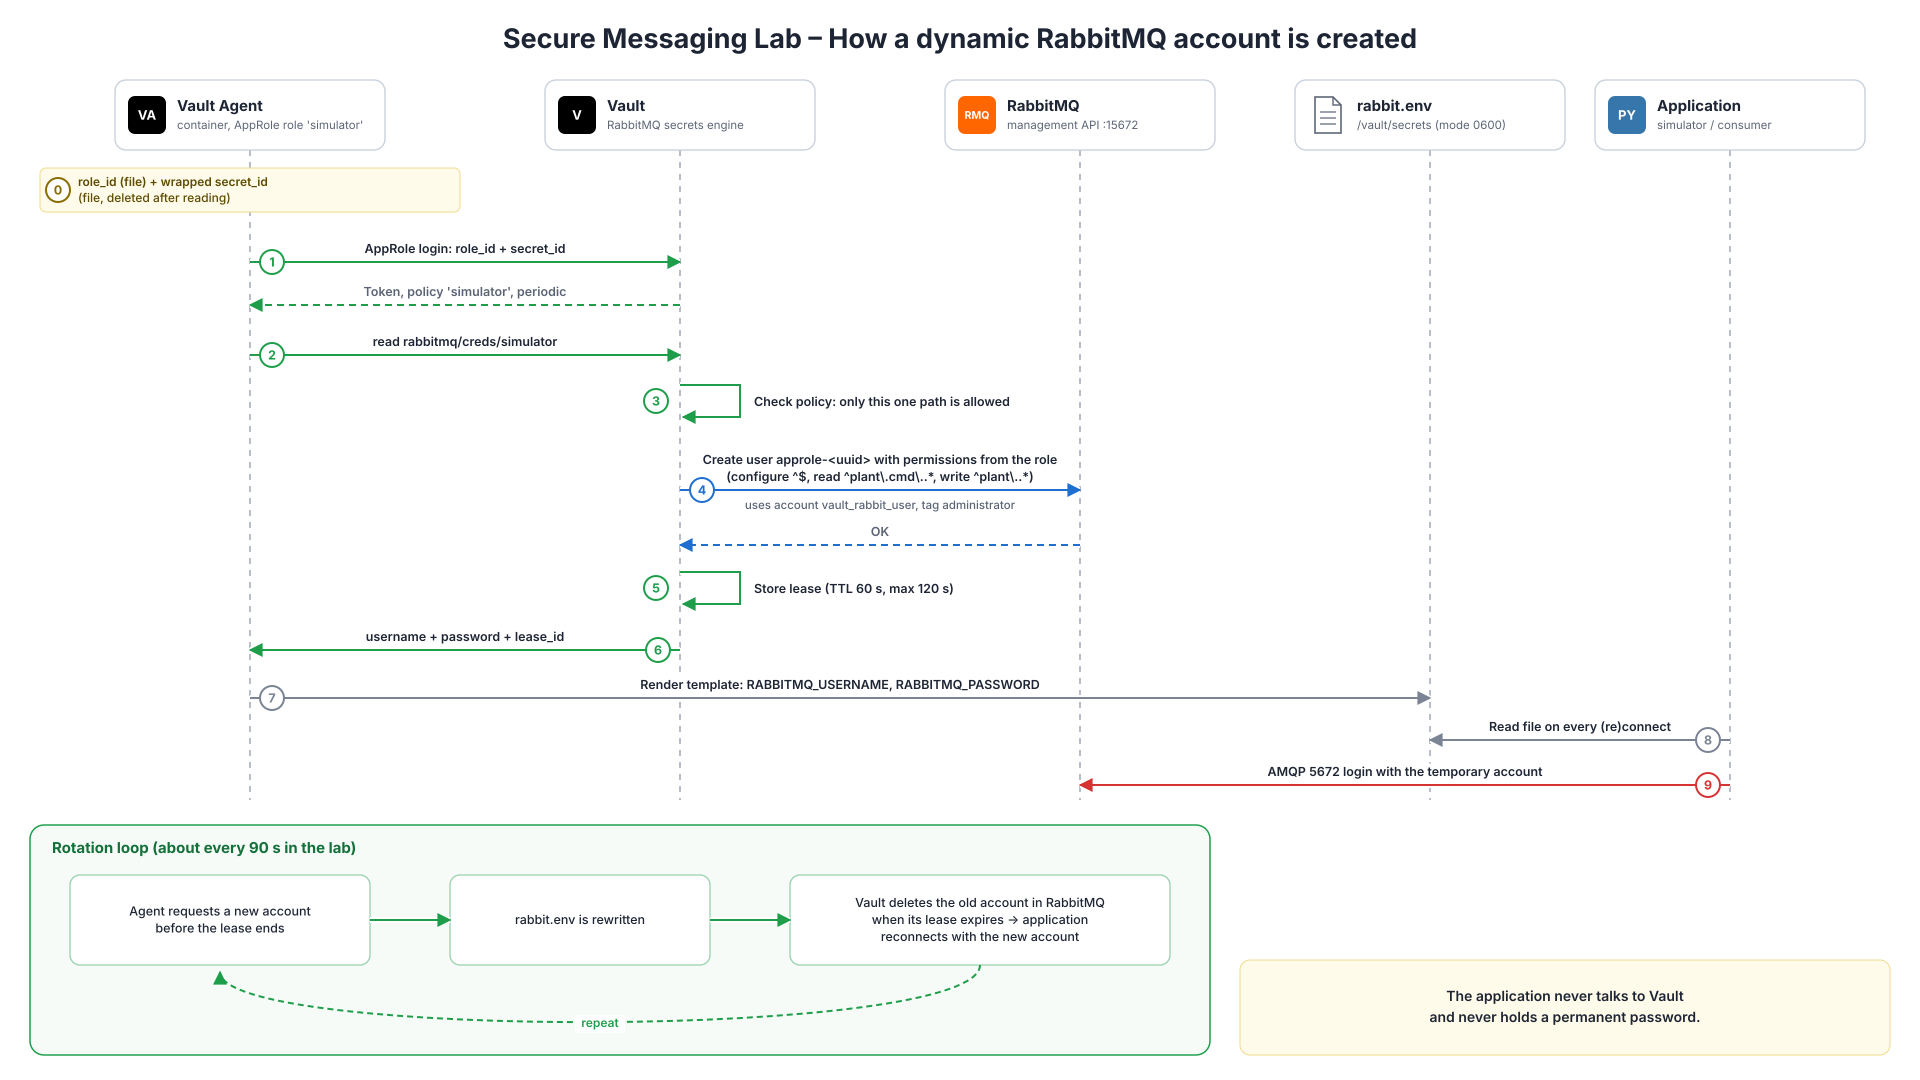 Secure Messaging Lab – How a dynamic RabbitMQ account is created
VA
Vault Agent
container, AppRole role 'simulator'
V
Vault
RabbitMQ secrets engine
RMQ
RabbitMQ
management API :15672
rabbit.env
/vault/secrets (mode 0600)
PY
Application
simulator / consumer
0
role_id (file) + wrapped secret_id
(file, deleted after reading)
AppRole login: role_id + secret_id
1
Token, policy 'simulator', periodic
read rabbitmq/creds/simulator
2
3
Check policy: only this one path is allowed
Create user approle-<uuid> with permissions from the role
(configure ^$, read ^plant\.cmd\..*, write ^plant\..*)
4
uses account vault_rabbit_user, tag administrator
OK
5
Store lease (TTL 60 s, max 120 s)
username + password + lease_id
6
Render template: RABBITMQ_USERNAME, RABBITMQ_PASSWORD
7
Read file on every (re)connect
8
AMQP 5672 login with the temporary account
9
Rotation loop (about every 90 s in the lab)
Agent requests a new account
before the lease ends
rabbit.env is rewritten
Vault deletes the old account in RabbitMQ
when its lease expires → application
reconnects with the new account
repeat
The application never talks to Vault
and never holds a permanent password.